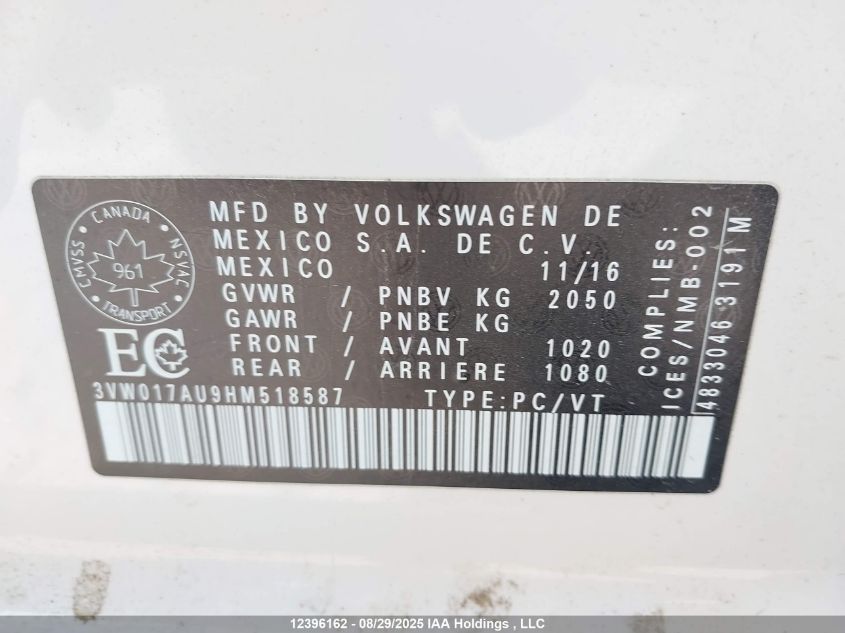 CANADA
CMVSS
NSVAC
961
TRANSPORT
EC
MFD BY VOLKSWAGEN DE
MEXICO S.A. DE C.V.
MEXICO 11/16
GVWR / PNBV KG 2050
GAWR / PNBE KG
FRONT / AVANT 1020
REAR / ARRIERE 1080
3VW017AU9HM518587 TYPE:PC/VT
COMPLIES:
ICES/NMB-002
4833046 3191 M
12396162 - 08/29/2025 IAA Holdings , LLC